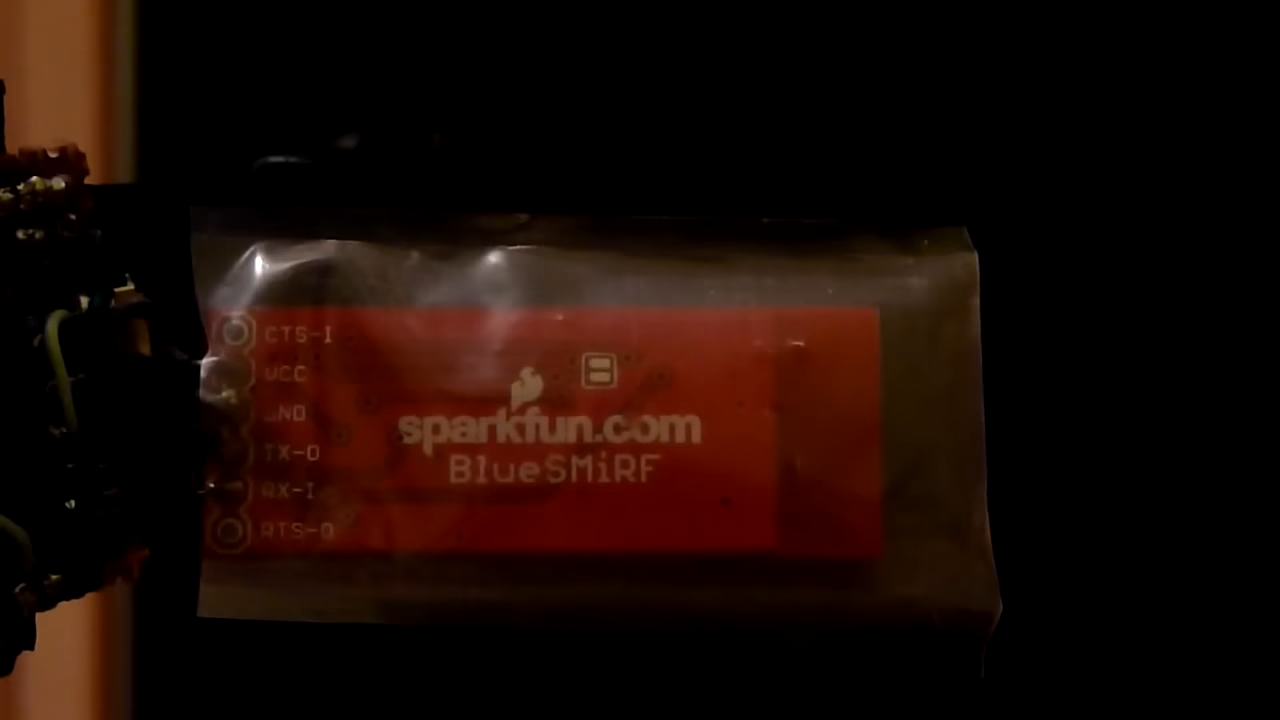 CTS-I
VCC
GND
TX-O
RX-I
RTS-O
sparkfun.com
BlueSMiRF